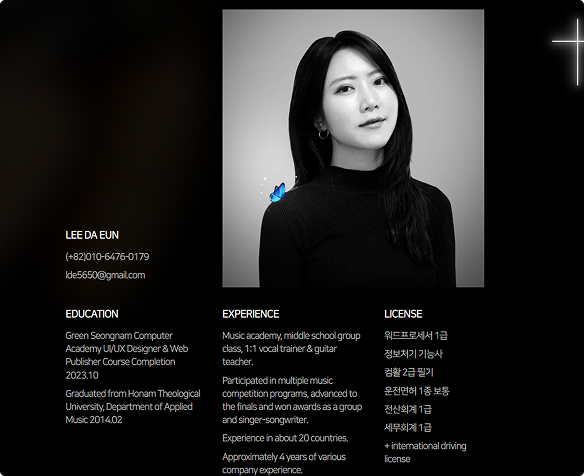 LEE DA EUN
(+82)010-6476-0179
lde5650@gmail.com
EDUCATION
Green Seongnam Computer
Academy UI/UX Designer & Web
Publisher Course Completion
2023.10
Graduated from Honam Theological
University, Department of Applied
Music 2014.02
EXPERIENCE
Music academy, middle school group
class, 1:1 vocal trainer & guitar
teacher.
Participated in multiple music
competition programs, advanced to
the finals and won awards as a group
and singer-songwriter.
Experience in about 20 countries.
Approximately 4 years of various
company experience.
LICENSE
워드프로세서 1급
정보처기 기능사
컴활 2급 필기
운전면허 1종 보통
전산회계 1급
세무회계 1급
+ international driving
license